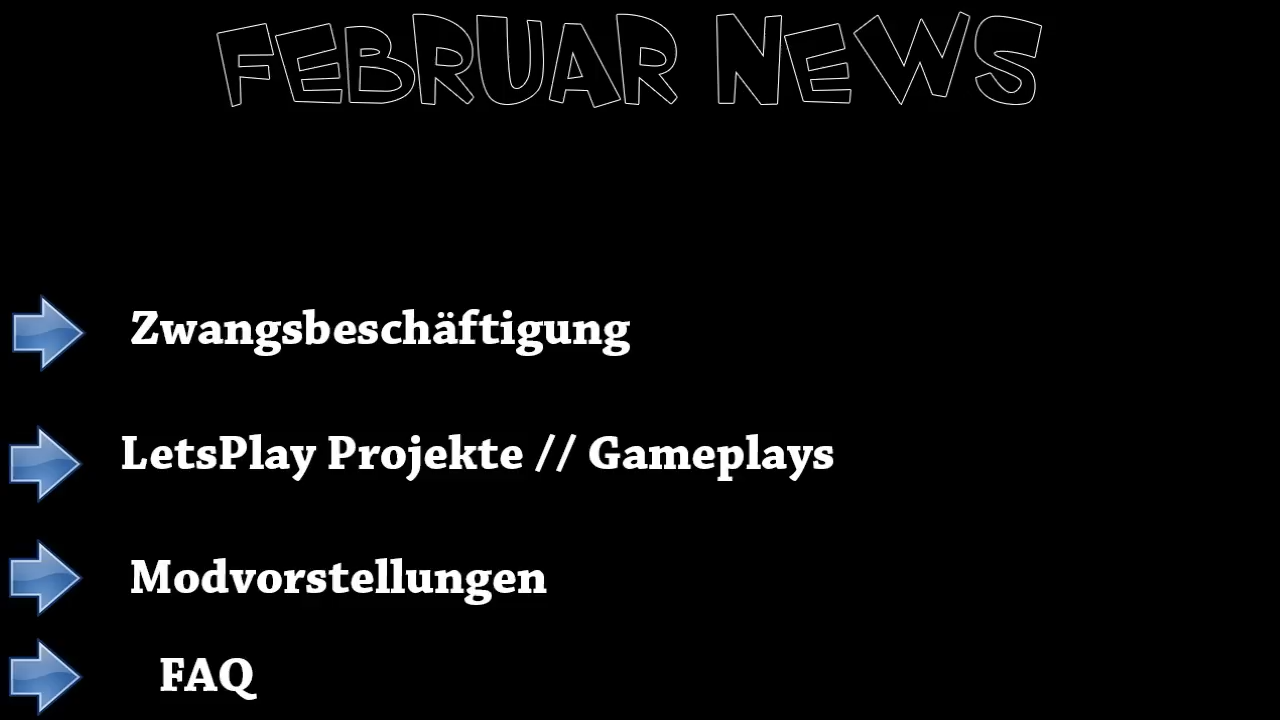 FEBRUAR NEWS
Zwangsbeschäftigung
LetsPlay Projekte // Gameplays
Modvorstellungen
FAQ